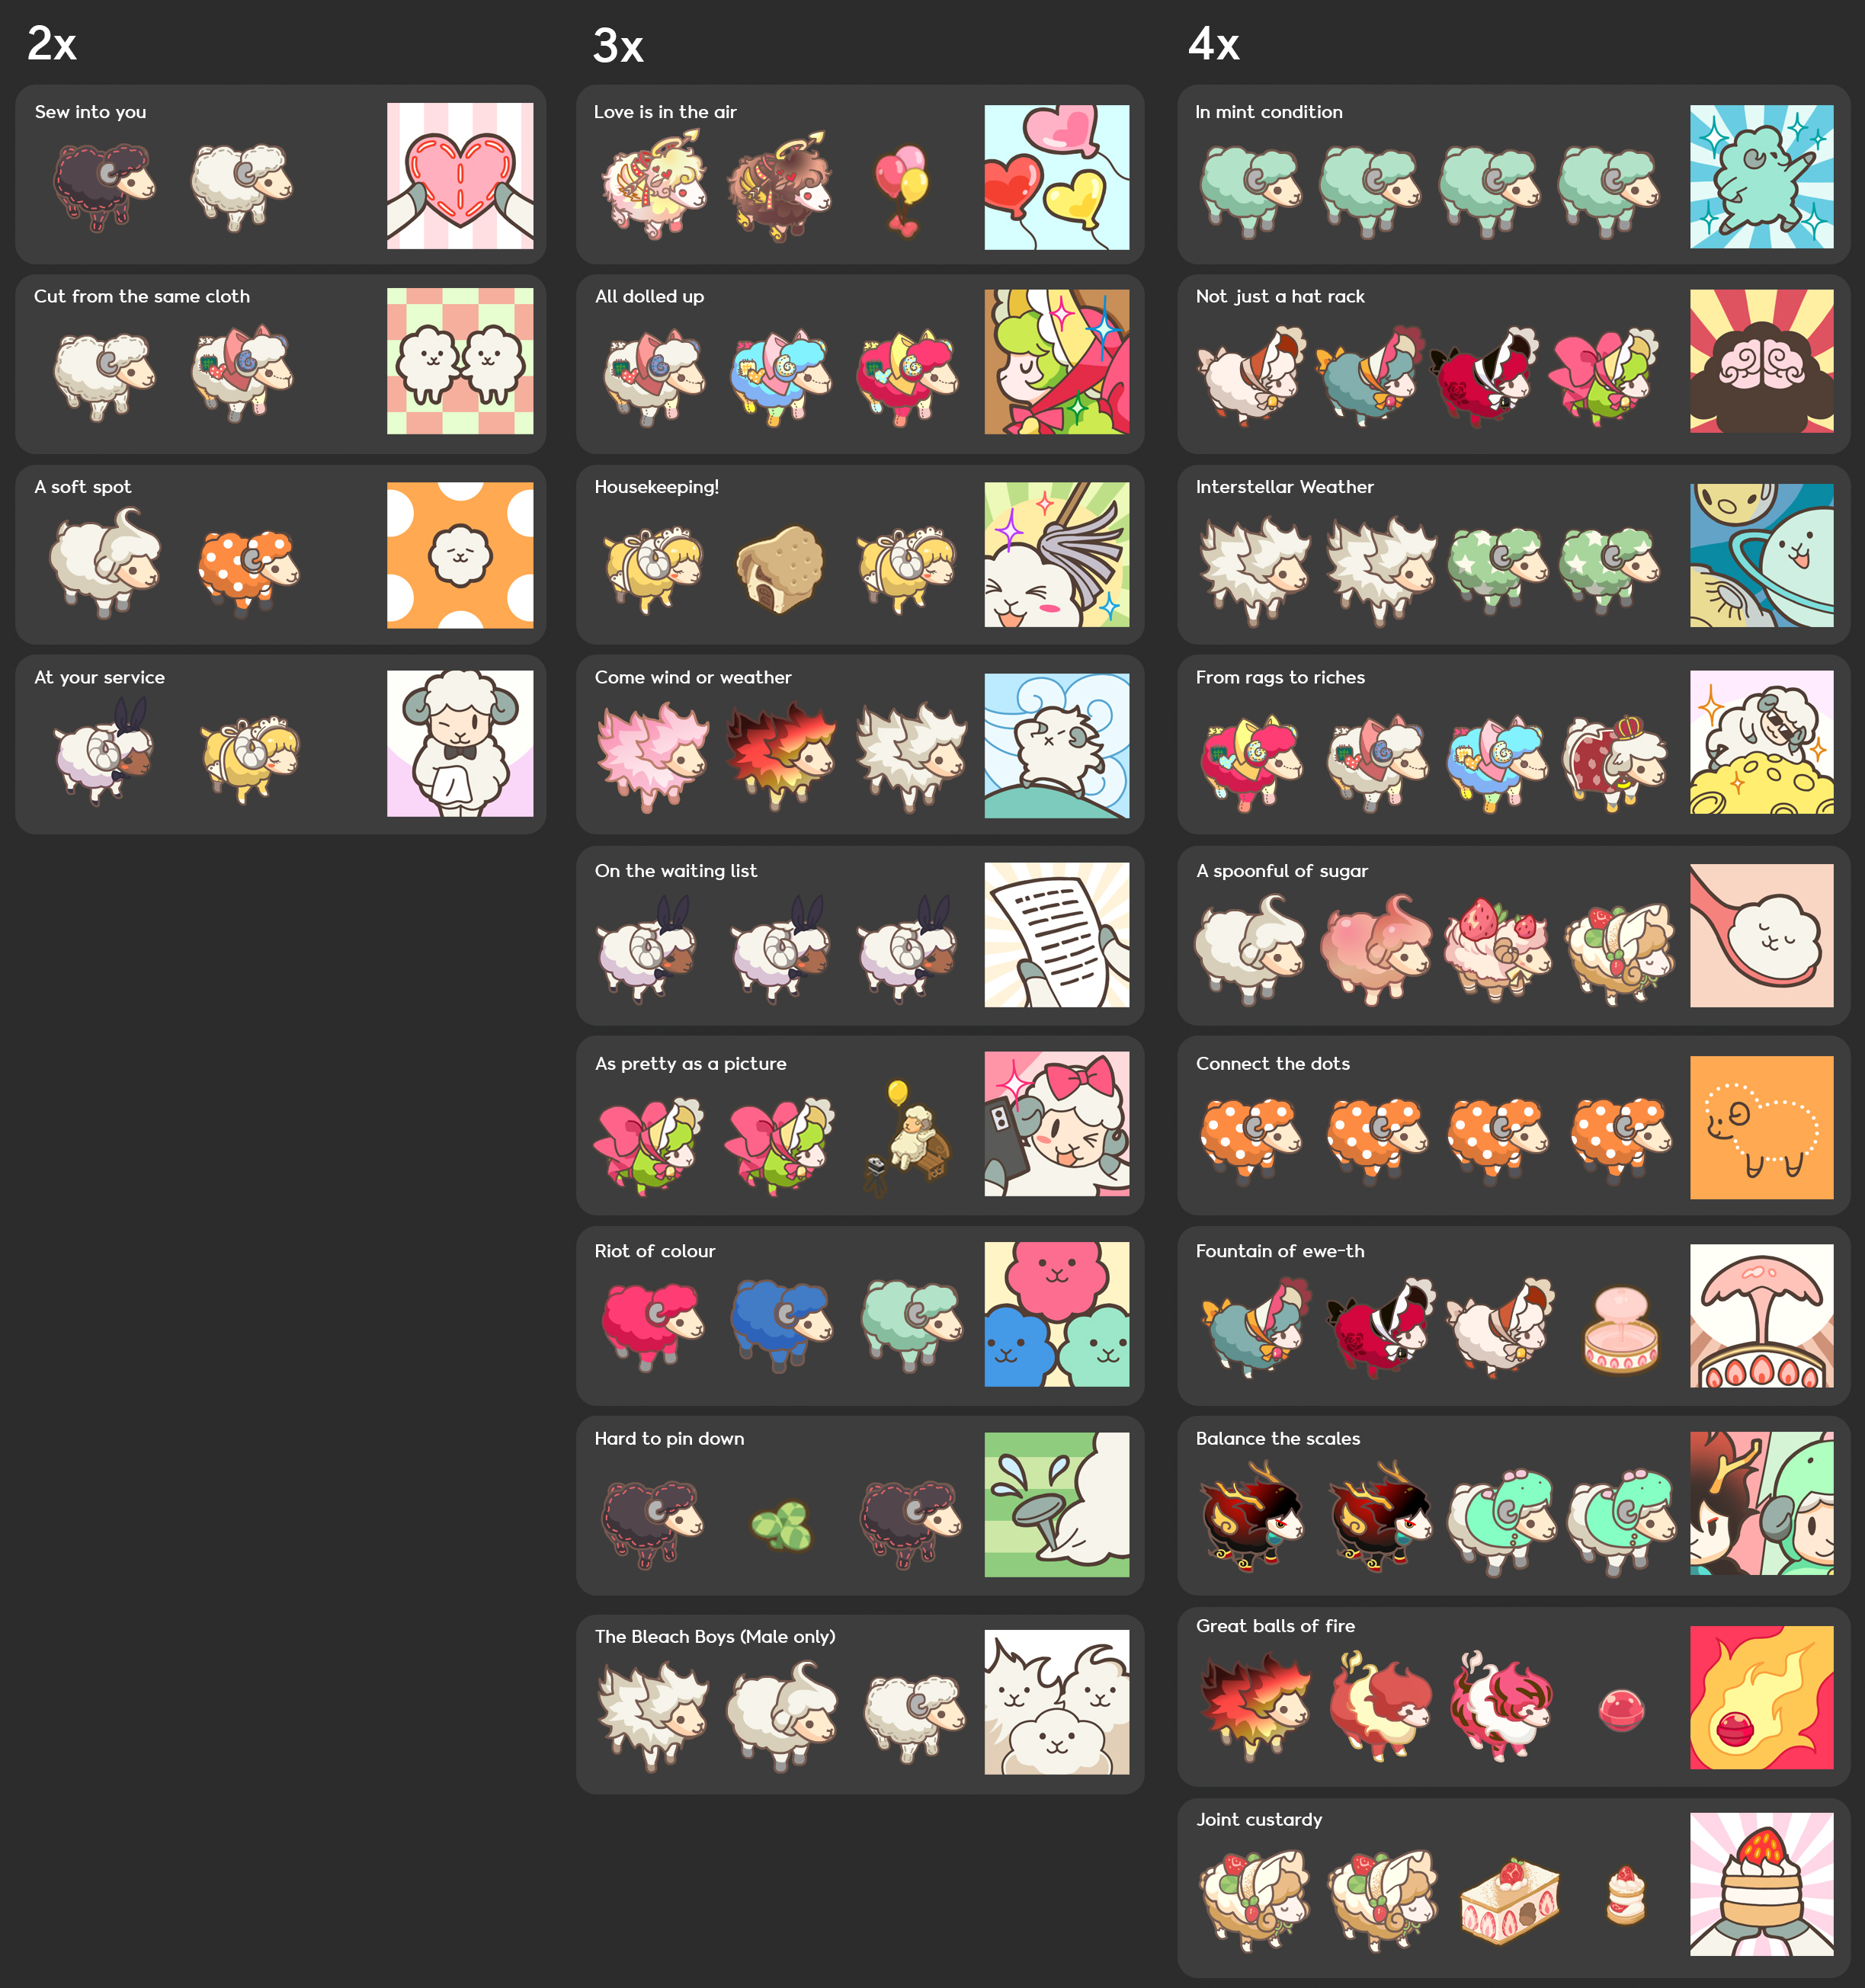 2x
Sew into you
Cut from the same cloth
A soft spot
At your service
3x
Love is in the air
All dolled up
Housekeeping!
Come wind or weather
On the waiting list
As pretty as a picture
Riot of colour
Hard to pin down
The Bleach Boys (Male only)
4x
In mint condition
Not just a hat rack
Interstellar Weather
From rags to riches
A spoonful of sugar
Connect the dots
Fountain of ewe-th
Balance the scales
Great balls of fire
Joint custardy